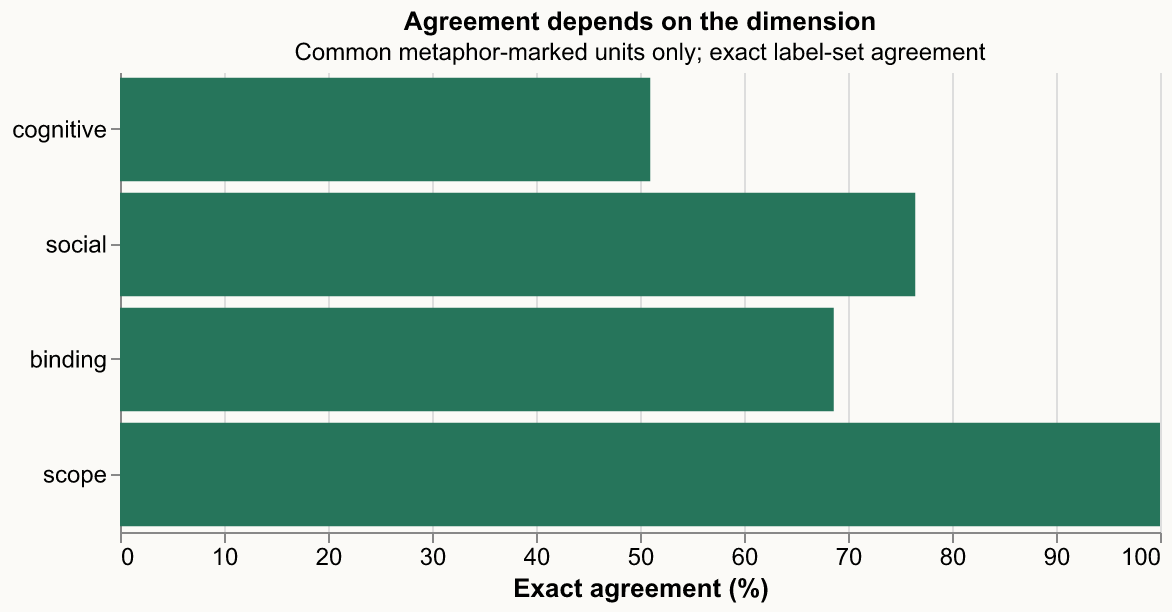 Agreement depends on the dimension
Common metaphor-marked units only; exact label-set agreement
cognitive
social
binding
scope
0 10 20 30 40 50 60 70 80 90 100
Exact agreement (%)